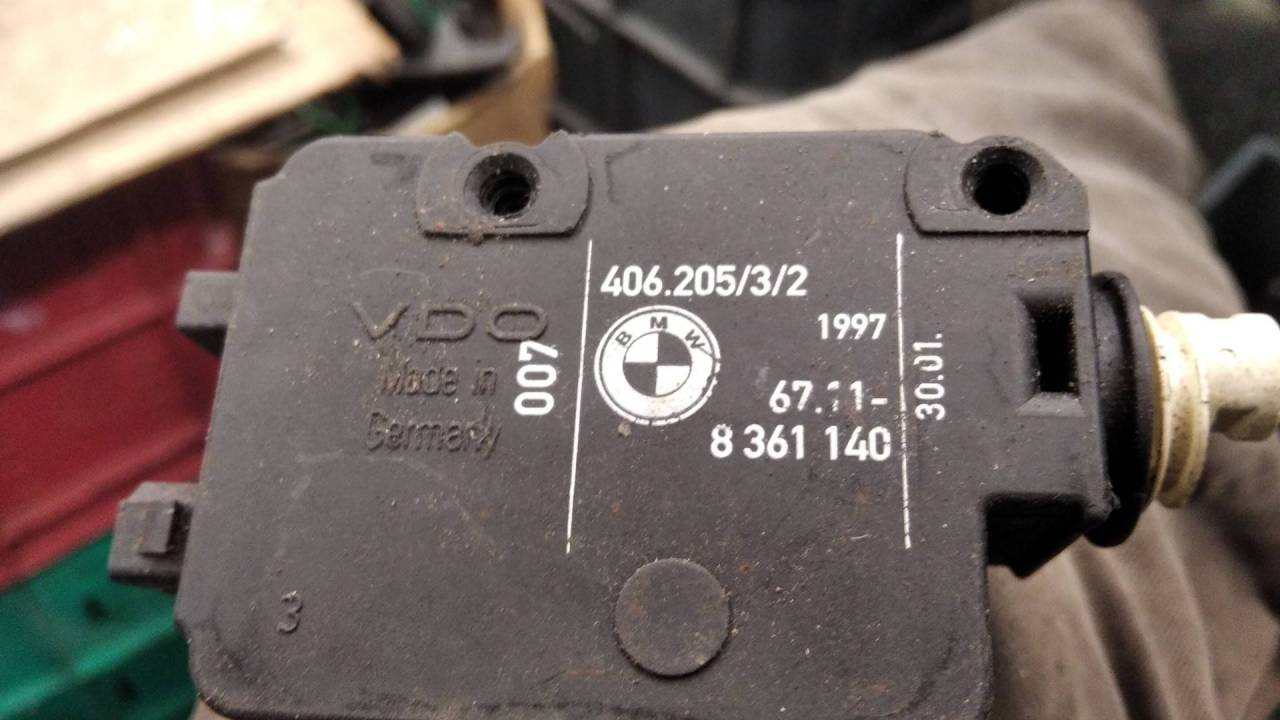 VDO
Made in
Germany
007
406.205/3/2
BMW
1997
67.11-
8 361 140
30.01.
3